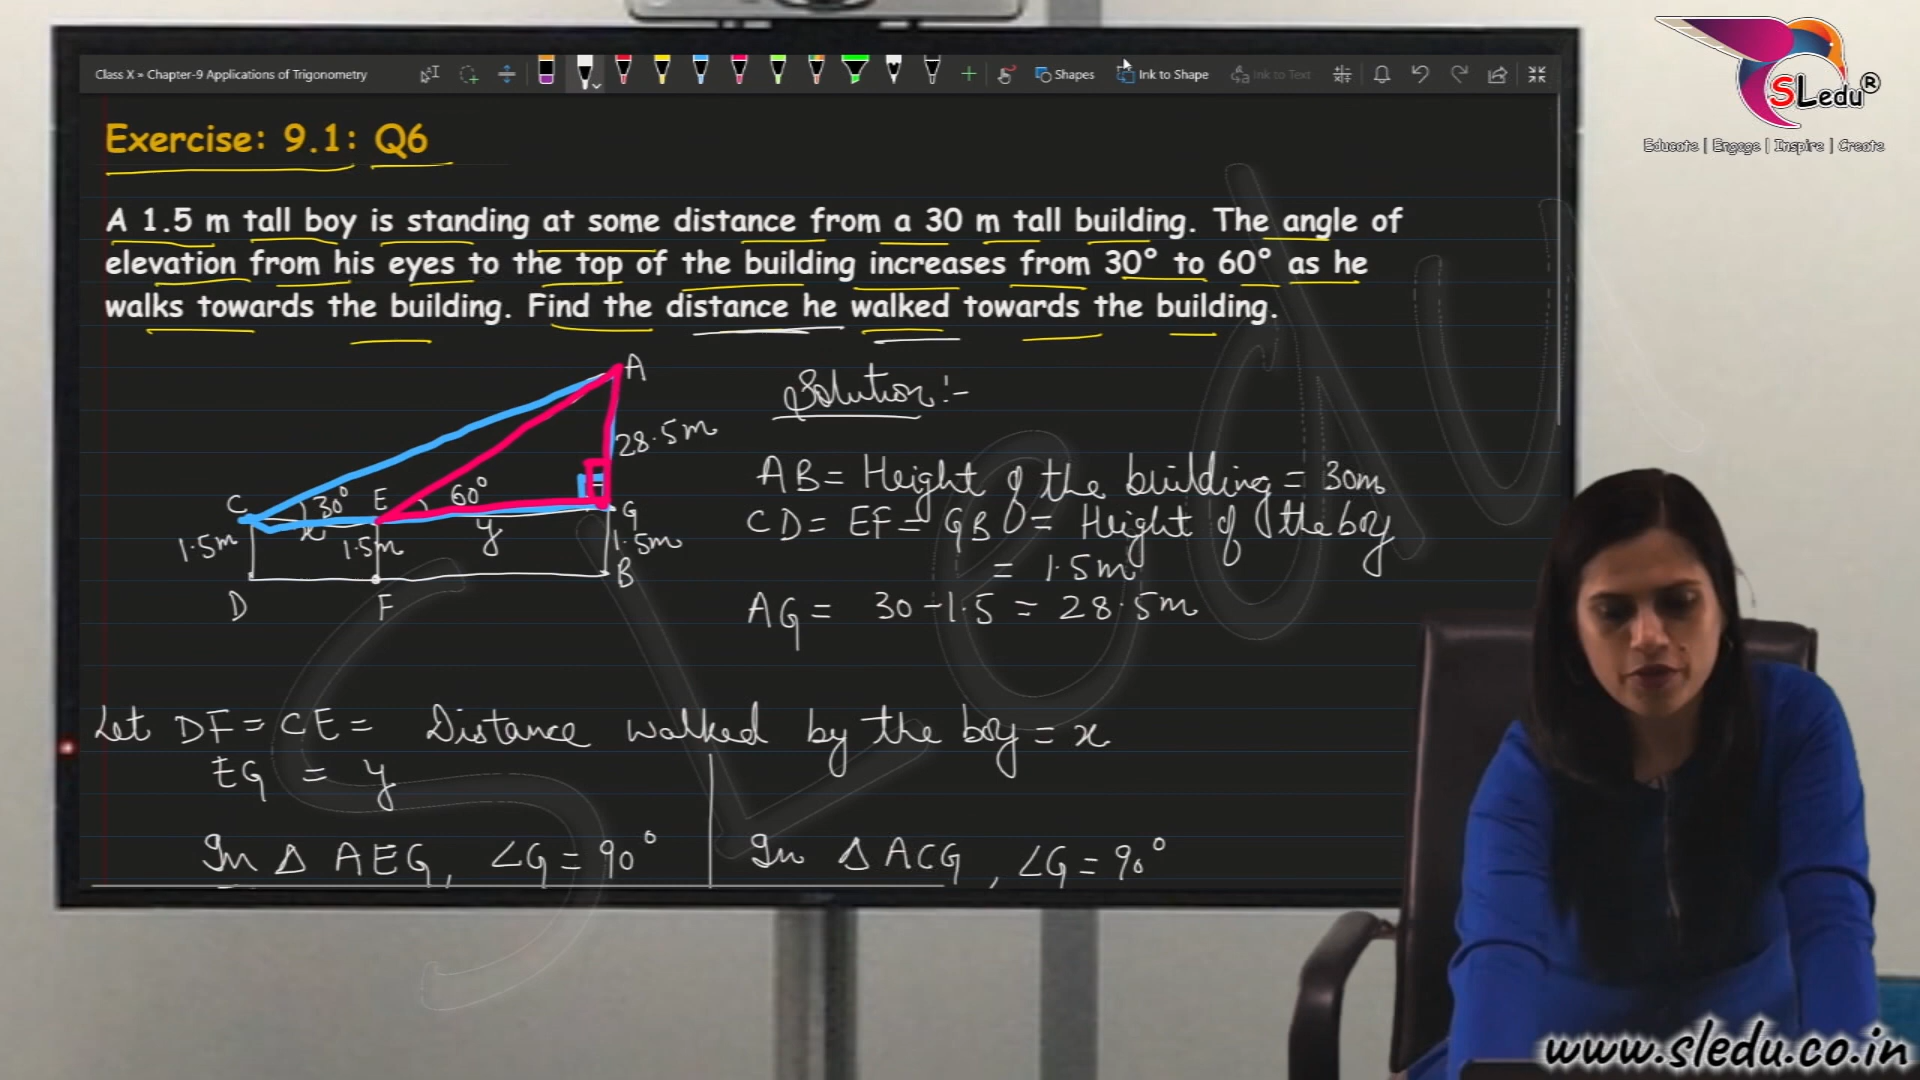 Class X » Chapter-9 Applications of Trigonometry
Shapes
Ink to Shape
Ink to Text
SLedu®
Educate | Engage | Inspire | Create
Exercise: 9.1: Q6
A 1.5 m tall boy is standing at some distance from a 30 m tall building. The angle of
elevation from his eyes to the top of the building increases from 30° to 60° as he
walks towards the building. Find the distance he walked towards the building.
A
28.5m
C 30° E 60° G
x y
1.5m 1.5m 1.5m
D F B
Solution:-
AB = Height of the building = 30m
CD = EF = GB = Height of the boy
= 1.5m
AG = 30 - 1.5 = 28.5m
Let DF = CE = Distance walked by the boy = x
EG = y
In Δ AEG, ∠G = 90°
In Δ ACG, ∠G = 90°
SLedu
www.sledu.co.in